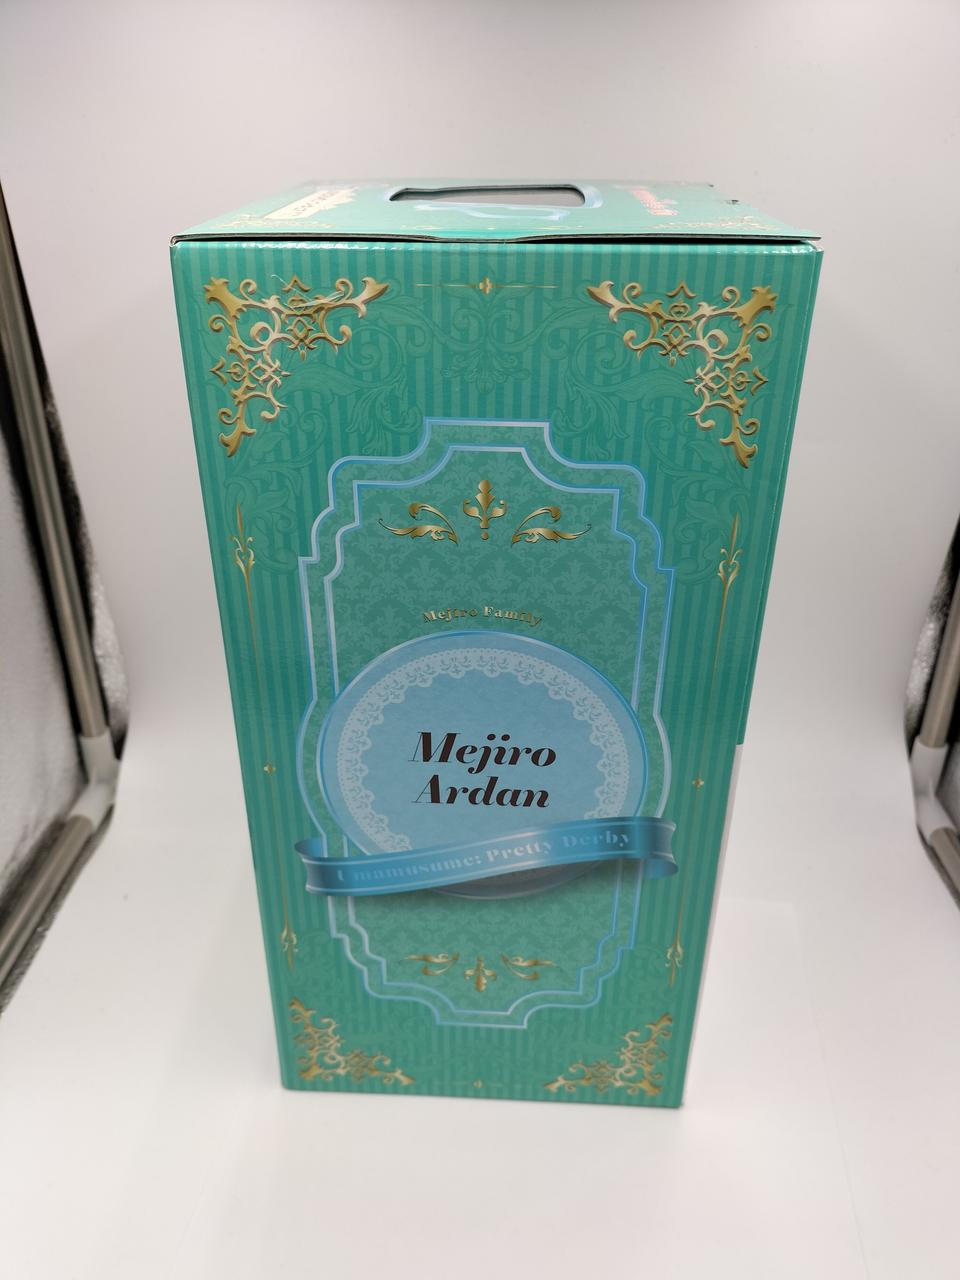 Mejiro Family
Mejiro
Ardan
Umamusume: Pretty Derby